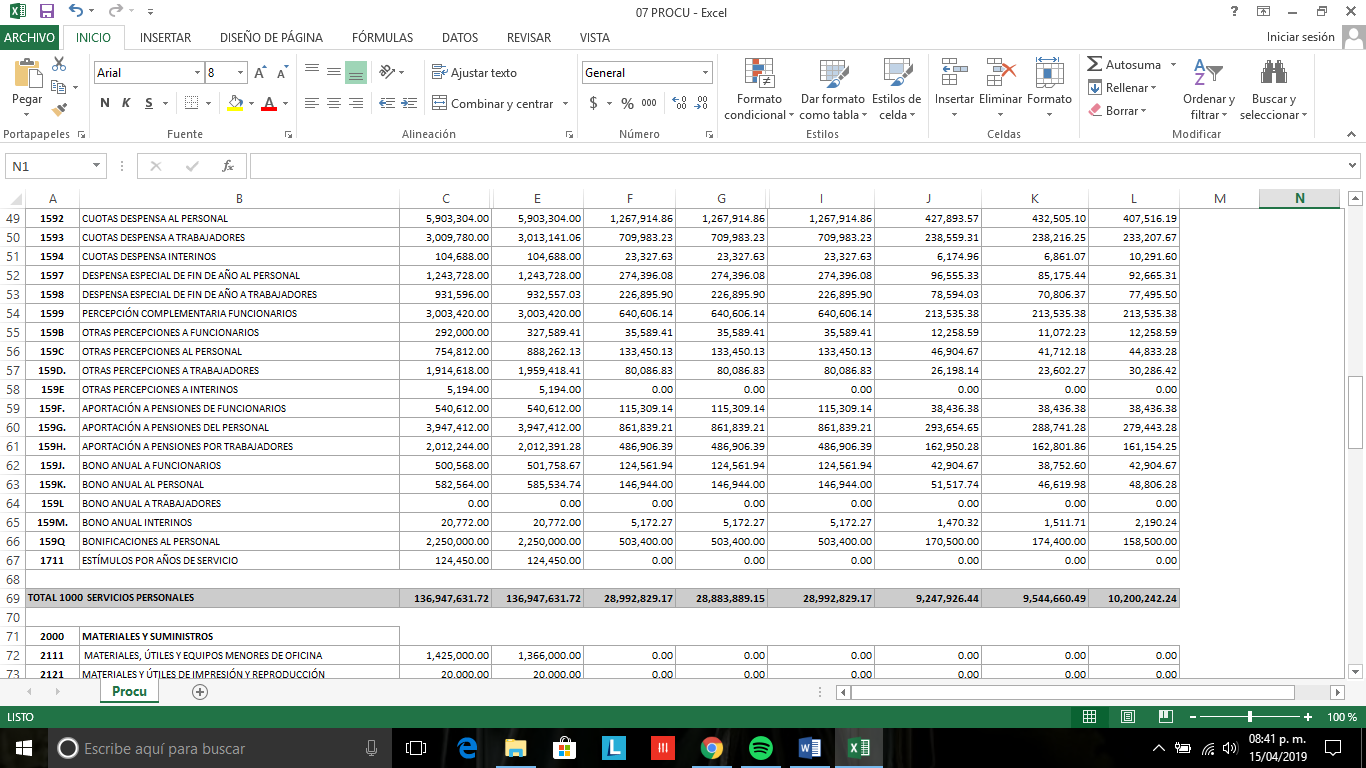 07 PROCU - Excel
ARCHIVO INICIO INSERTAR DISEÑO DE PÁGINA FÓRMULAS DATOS REVISAR VISTA Iniciar sesión
Pegar
Arial 8 Ajustar texto General Autosuma
N K S A Combinar y centrar $ % 000 Rellenar
Borrar
Formato condicional Dar formato como tabla Estilos de celda Insertar Eliminar Formato Ordenar y filtrar Buscar y seleccionar
Portapapeles Fuente Alineación Número Estilos Celdas Modificar
N1 fx
A B C E F G I J K L M N
49 1592 CUOTAS DESPENSA AL PERSONAL 5,903,304.00 5,903,304.00 1,267,914.86 1,267,914.86 1,267,914.86 427,893.57 432,505.10 407,516.19
50 1593 CUOTAS DESPENSA A TRABAJADORES 3,009,780.00 3,013,141.06 709,983.23 709,983.23 709,983.23 238,559.31 238,216.25 233,207.67
51 1594 CUOTAS DESPENSA INTERINOS 104,688.00 104,688.00 23,327.63 23,327.63 23,327.63 6,174.96 6,861.07 10,291.60
52 1597 DESPENSA ESPECIAL DE FIN DE AÑO AL PERSONAL 1,243,728.00 1,243,728.00 274,396.08 274,396.08 274,396.08 96,555.33 85,175.44 92,665.31
53 1598 DESPENSA ESPECIAL DE FIN DE AÑO A TRABAJADORES 931,596.00 932,557.03 226,895.90 226,895.90 226,895.90 78,594.03 70,806.37 77,495.50
54 1599 PERCEPCIÓN COMPLEMENTARIA FUNCIONARIOS 3,003,420.00 3,003,420.00 640,606.14 640,606.14 640,606.14 213,535.38 213,535.38 213,535.38
55 159B OTRAS PERCEPCIONES A FUNCIONARIOS 292,000.00 327,589.41 35,589.41 35,589.41 35,589.41 12,258.59 11,072.23 12,258.59
56 159C OTRAS PERCEPCIONES AL PERSONAL 754,812.00 888,262.13 133,450.13 133,450.13 133,450.13 46,904.67 41,712.18 44,833.28
57 159D. OTRAS PERCEPCIONES A TRABAJADORES 1,914,618.00 1,959,418.41 80,086.83 80,086.83 80,086.83 26,198.14 23,602.27 30,286.42
58 159E OTRAS PERCEPCIONES A INTERINOS 5,194.00 5,194.00 0.00 0.00 0.00 0.00 0.00 0.00
59 159F. APORTACIÓN A PENSIONES DE FUNCIONARIOS 540,612.00 540,612.00 115,309.14 115,309.14 115,309.14 38,436.38 38,436.38 38,436.38
60 159G. APORTACIÓN A PENSIONES DEL PERSONAL 3,947,412.00 3,947,412.00 861,839.21 861,839.21 861,839.21 293,654.65 288,741.28 279,443.28
61 159H. APORTACIÓN A PENSIONES POR TRABAJADORES 2,012,244.00 2,012,391.28 486,906.39 486,906.39 486,906.39 162,950.28 162,801.86 161,154.25
62 159J. BONO ANUAL A FUNCIONARIOS 500,568.00 501,758.67 124,561.94 124,561.94 124,561.94 42,904.67 38,752.60 42,904.67
63 159K. BONO ANUAL AL PERSONAL 582,564.00 585,534.74 146,944.00 146,944.00 146,944.00 51,517.74 46,619.98 48,806.28
64 159L BONO ANUAL A TRABAJADORES 0.00 0.00 0.00 0.00 0.00 0.00 0.00 0.00
65 159M. BONO ANUAL INTERINOS 20,772.00 20,772.00 5,172.27 5,172.27 5,172.27 1,470.32 1,511.71 2,190.24
66 159Q BONIFICACIONES AL PERSONAL 2,250,000.00 2,250,000.00 503,400.00 503,400.00 503,400.00 170,500.00 174,400.00 158,500.00
67 1711 ESTÍMULOS POR AÑOS DE SERVICIO 124,450.00 124,450.00 0.00 0.00 0.00 0.00 0.00 0.00
68
69 TOTAL 1000 SERVICIOS PERSONALES 136,947,631.72 136,947,631.72 28,992,829.17 28,883,889.15 28,992,829.17 9,247,926.44 9,544,660.49 10,200,242.24
70
71 2000 MATERIALES Y SUMINISTROS
72 2111 MATERIALES, ÚTILES Y EQUIPOS MENORES DE OFICINA 1,425,000.00 1,366,000.00 0.00 0.00 0.00 0.00 0.00 0.00
73 2121 MATERIALES Y ÚTILES DE IMPRESIÓN Y REPRODUCCIÓN 20,000.00 20,000.00 0.00 0.00 0.00 0.00 0.00 0.00
Procu
LISTO 100 %
Escribe aquí para buscar
08:41 p. m.
15/04/2019